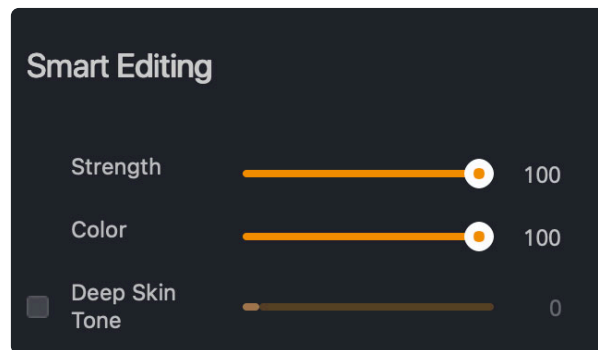 Smart Editing
Strength 100
Color 100
Deep Skin
Tone 0